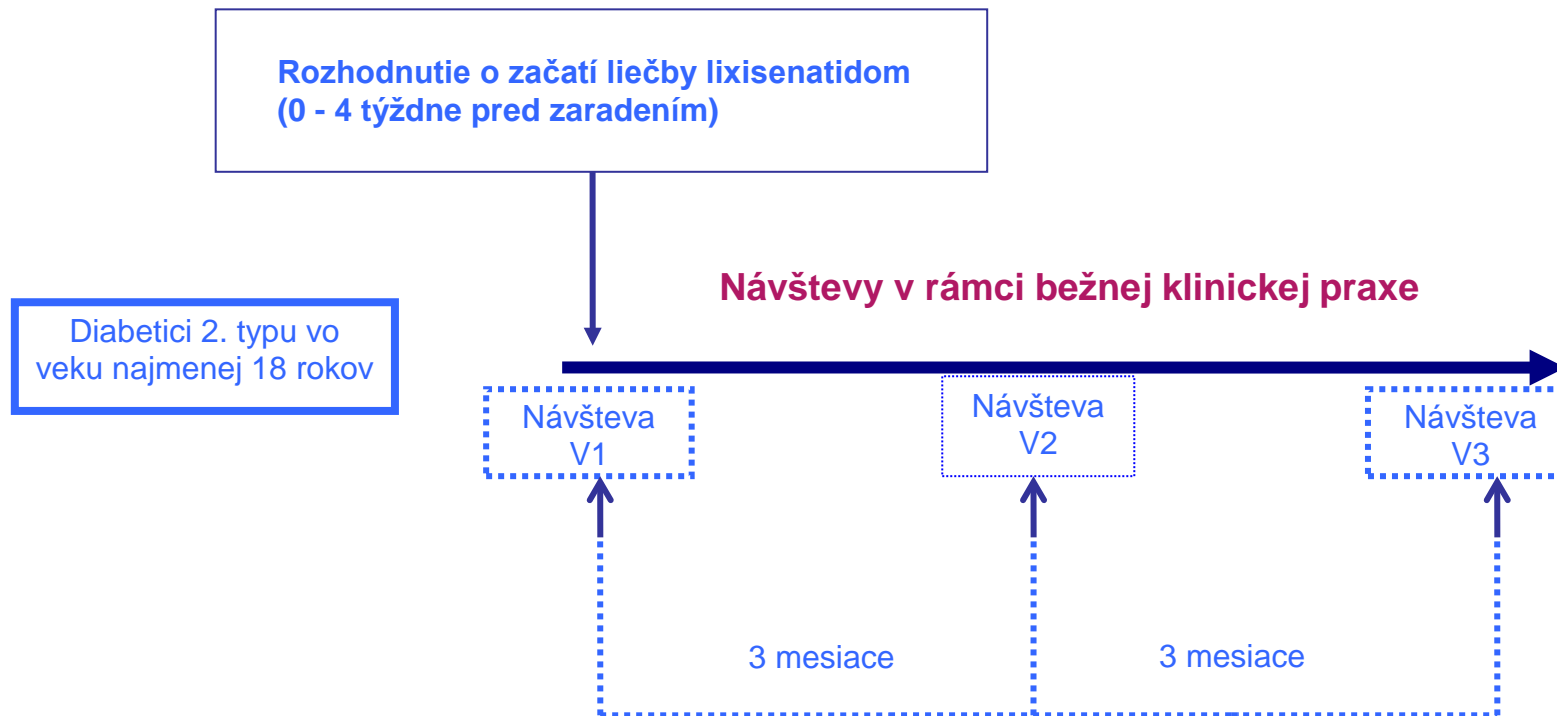 Rozhodnutie o začatí liečby lixisenatidom
(0 - 4 týždne pred zaradením)
Návštevy v rámci bežnej klinickej praxe
Diabetici 2. typu vo
veku najmenej 18 rokov
Návšteva
V1
Návšteva
V2
Návšteva
V3
3 mesiace
3 mesiace